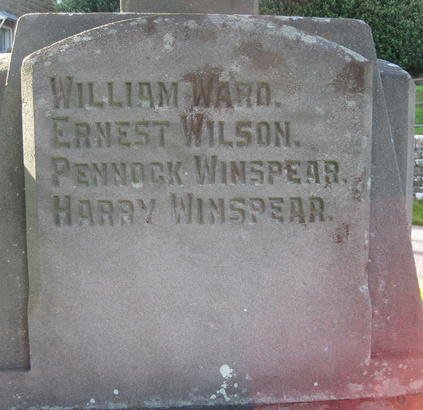 William Ward.
Ernest Wilson.
Pennock Winspear.
Harry Winspear.